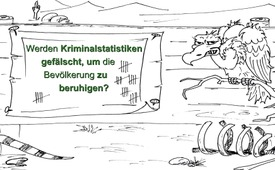 Werden Kriminalstatistiken
gefälscht, um die
Bevölkerung zu
beruhigen?